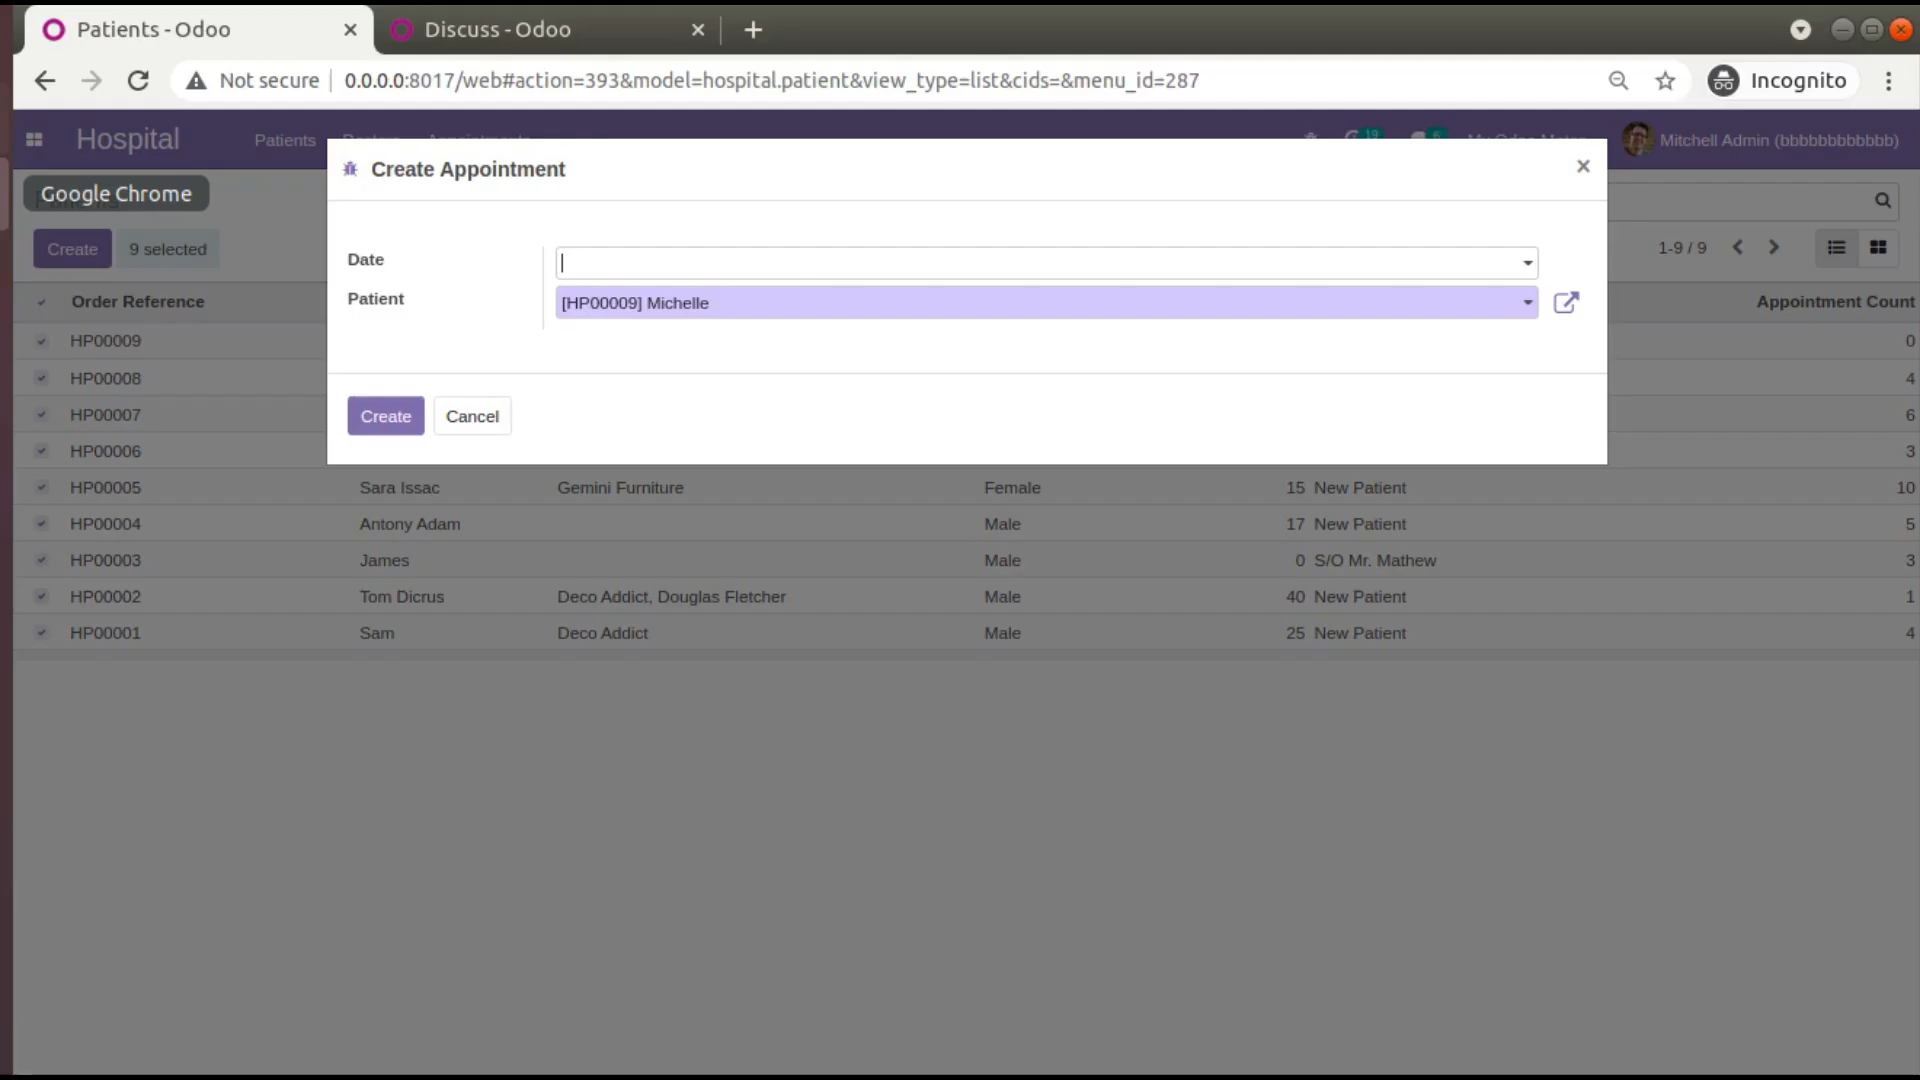 Patients - Odoo
Discuss - Odoo
Not secure
0.0.0.0:8017/web#action=393&model=hospital.patient&view_type=list&cids=&menu_id=287
Incognito
Hospital
Patients
19
6
Mitchell Admin (bbbbbbbbbbbb)
Google Chrome
Create Appointment
Create
9 selected
1-9 / 9
Date
Patient
[HP00009] Michelle
Create
Cancel
Order Reference
Appointment Count
HP00009
0
HP00008
4
HP00007
6
HP00006
3
HP00005 Sara Issac Gemini Furniture Female 15 New Patient 10
HP00004 Antony Adam Male 17 New Patient 5
HP00003 James Male 0 S/O Mr. Mathew 3
HP00002 Tom Dicrus Deco Addict, Douglas Fletcher Male 40 New Patient 1
HP00001 Sam Deco Addict Male 25 New Patient 4